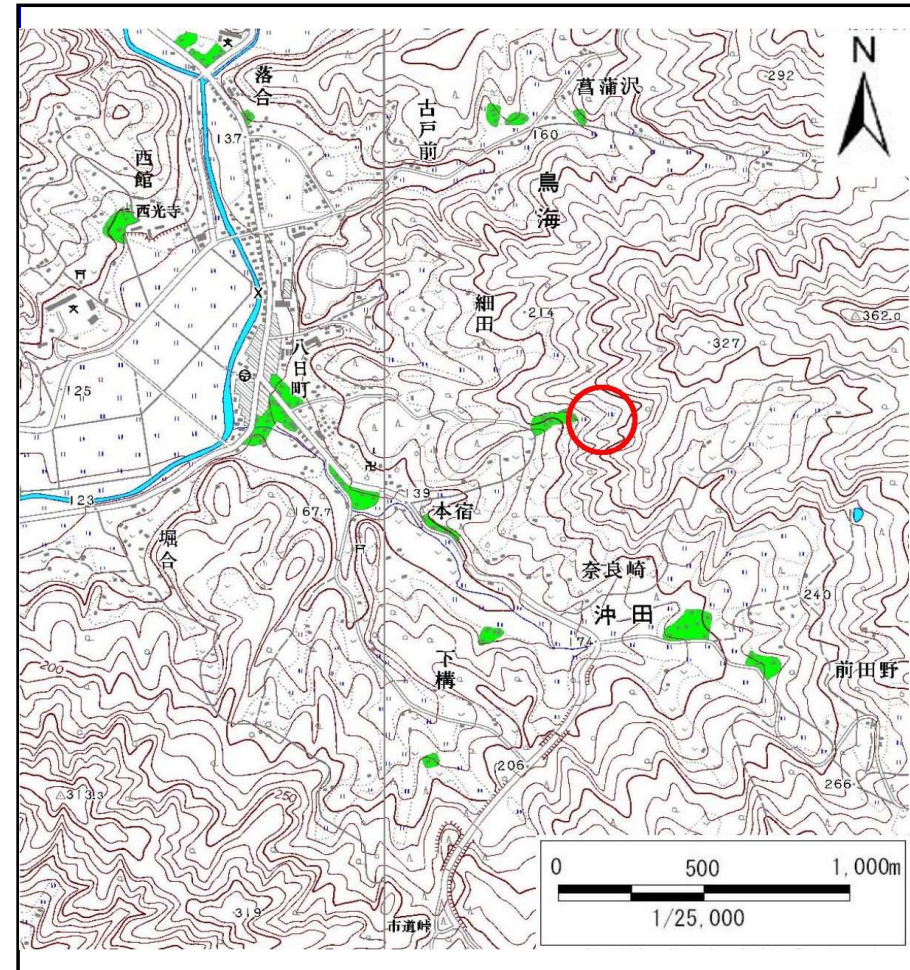 N
292
菖蒲沢
落合
古戸前
137
160
西館
鳥海
西光寺
細田
214
362.0
327
八日町
125
123
139
本宿
167.7
堀合
奈良崎
沖田
240
74
下構
前田野
200
206
266
313.3
250
319
市道峠
0 500 1,000m
1/25,000